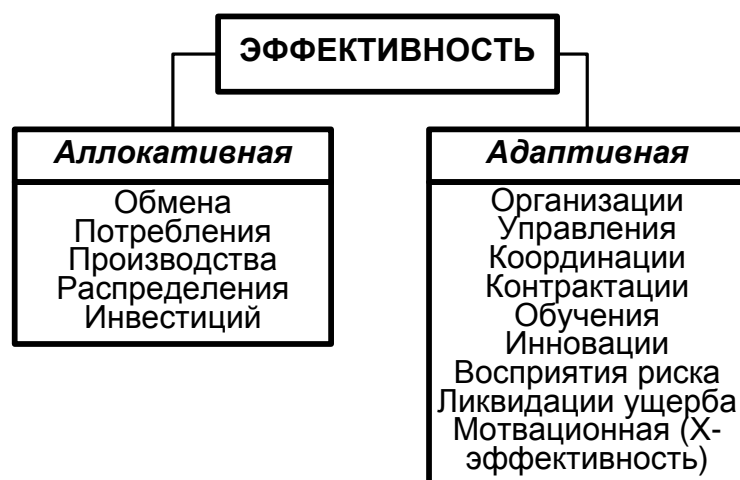 ЭФФЕКТИВНОСТЬ
Аллокативная
Обмена
Потребления
Производства
Распределения
Инвестиций
Адаптивная
Организации
Управления
Координации
Контрактации
Обучения
Инновации
Восприятия риска
Ликвидации ущерба
Мотвационная (X-
эффективность)